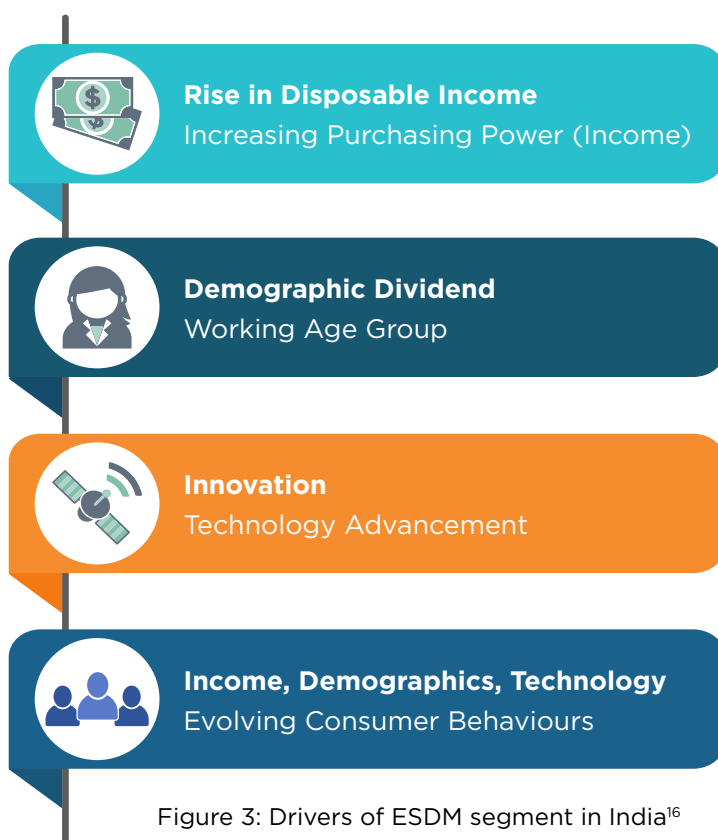 Rise in Disposable Income
Increasing Purchasing Power (Income)
Demographic Dividend
Working Age Group
Innovation
Technology Advancement
Income, Demographics, Technology
Evolving Consumer Behaviours
Figure 3: Drivers of ESDM segment in India¹⁶